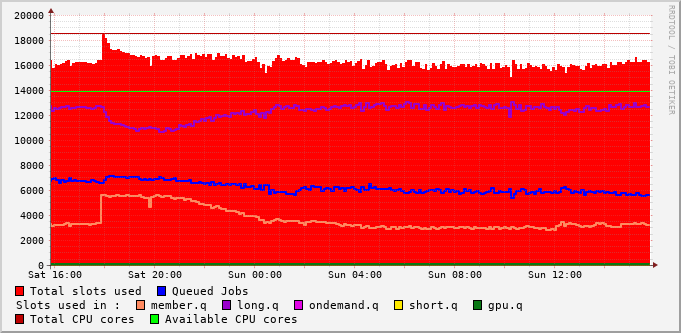 20000
18000
16000
14000
12000
10000
8000
6000
4000
2000
0
Sat 16:00 Sat 20:00 Sun 00:00 Sun 04:00 Sun 08:00 Sun 12:00
RRDTOOL / TOBI OETIKER
Total slots used Queued Jobs
Slots used in : member.q long.q ondemand.q short.q gpu.q
Total CPU cores Available CPU cores